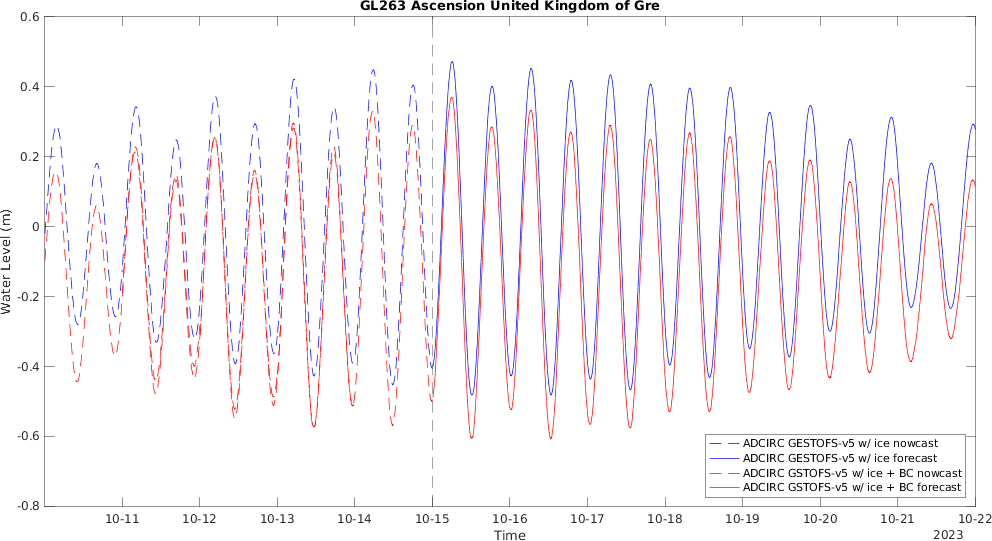 GL263 Ascension United Kingdom of Gre
Water Level (m)
0.6
0.4
0.2
0
-0.2
-0.4
-0.6
-0.8
ADCIRC GESTOFS-v5 w/ ice nowcast
ADCIRC GESTOFS-v5 w/ ice forecast
ADCIRC GSTOFS-v5 w/ ice + BC nowcast
ADCIRC GSTOFS-v5 w/ ice + BC forecast
10-11 10-12 10-13 10-14 10-15 10-16 10-17 10-18 10-19 10-20 10-21 10-22
Time
2023